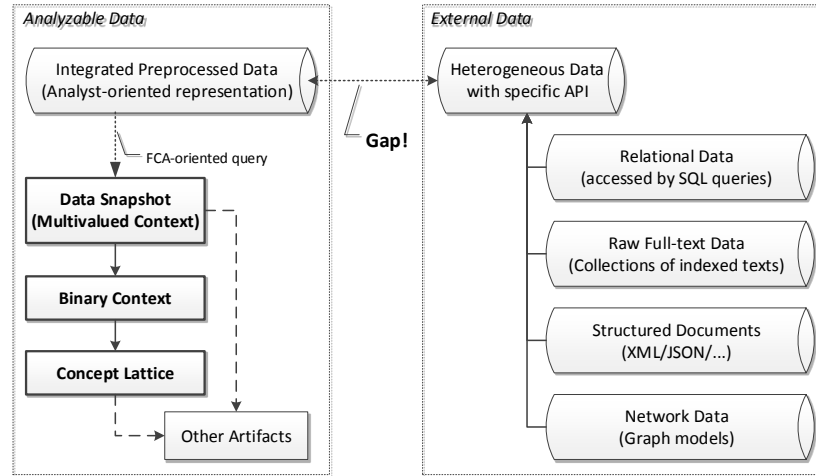 Analyzable Data
Integrated Preprocessed Data
(Analyst-oriented representation)
FCA-oriented query
Data Snapshot
(Multivalued Context)
Binary Context
Concept Lattice
Other Artifacts
Gap!
External Data
Heterogeneous Data
with specific API
Relational Data
(accessed by SQL queries)
Raw Full-text Data
(Collections of indexed texts)
Structured Documents
(XML/JSON/...)
Network Data
(Graph models)